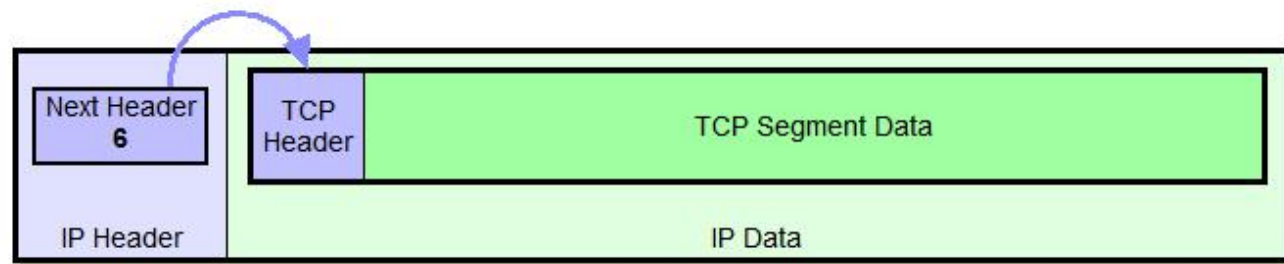 Next Header
6
TCP
Header
TCP Segment Data
IP Header
IP Data